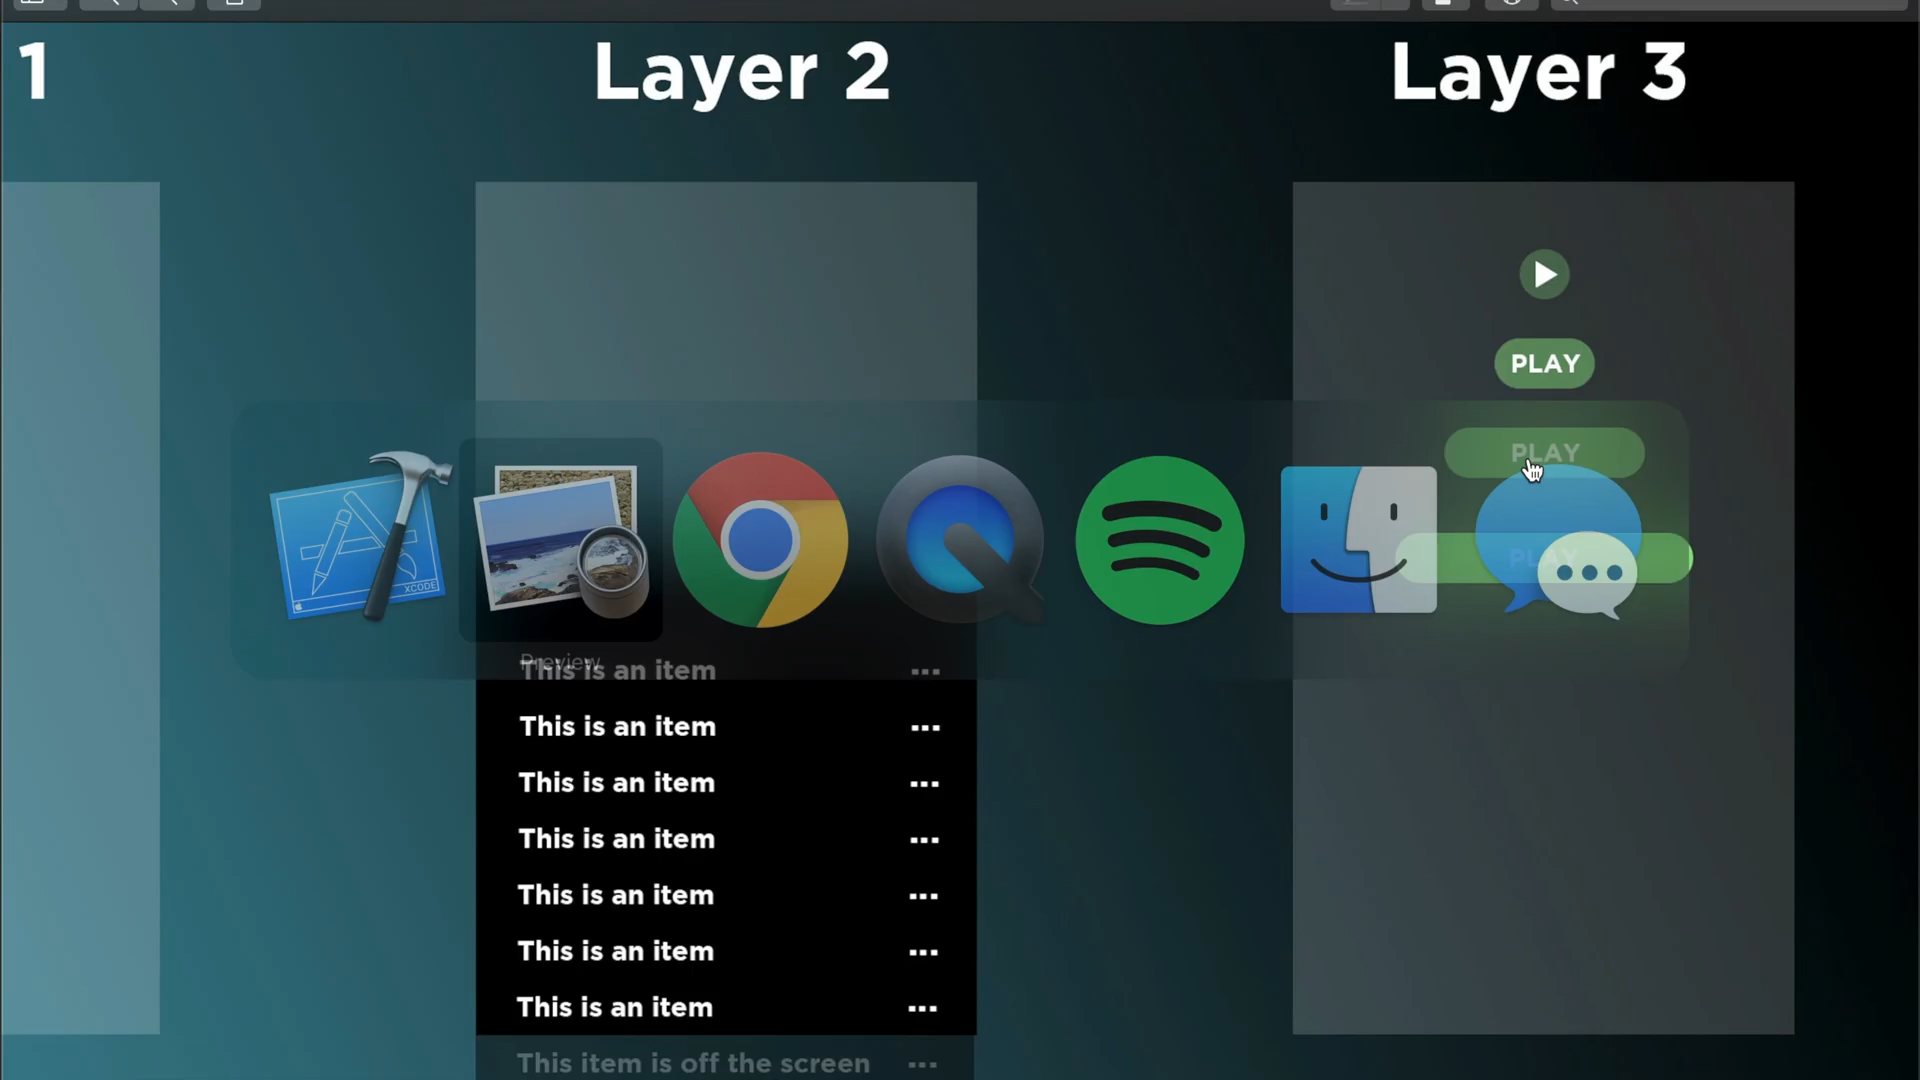 1
Layer 2
Layer 3
PLAY
PLAY
PLAY
XCODE
Preview
This is an item ...
This is an item ...
This is an item ...
This is an item ...
This is an item ...
This is an item ...
This is an item ...
This item is off the screen ...